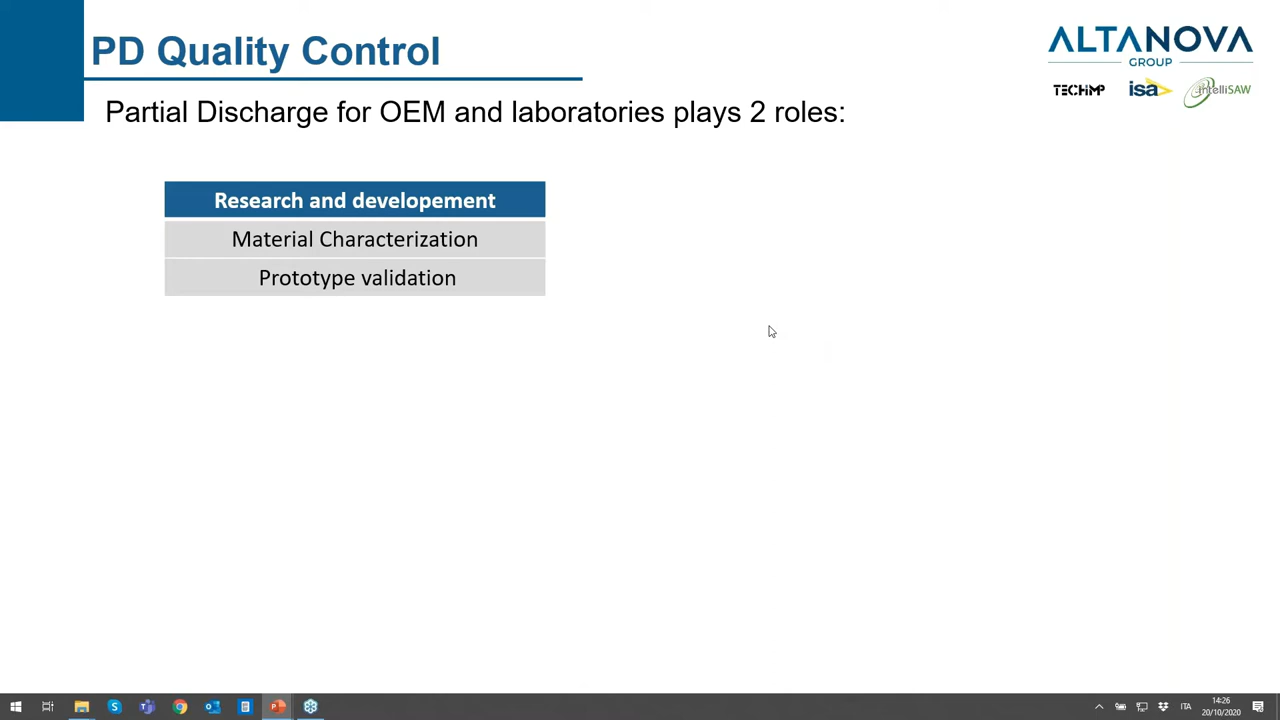 PD Quality Control
ALTANOVA
GROUP
TECHIMP
isa
intelliSAW
Partial Discharge for OEM and laboratories plays 2 roles:
Research and developement
Material Characterization
Prototype validation
ITA
14:26
20/10/2020